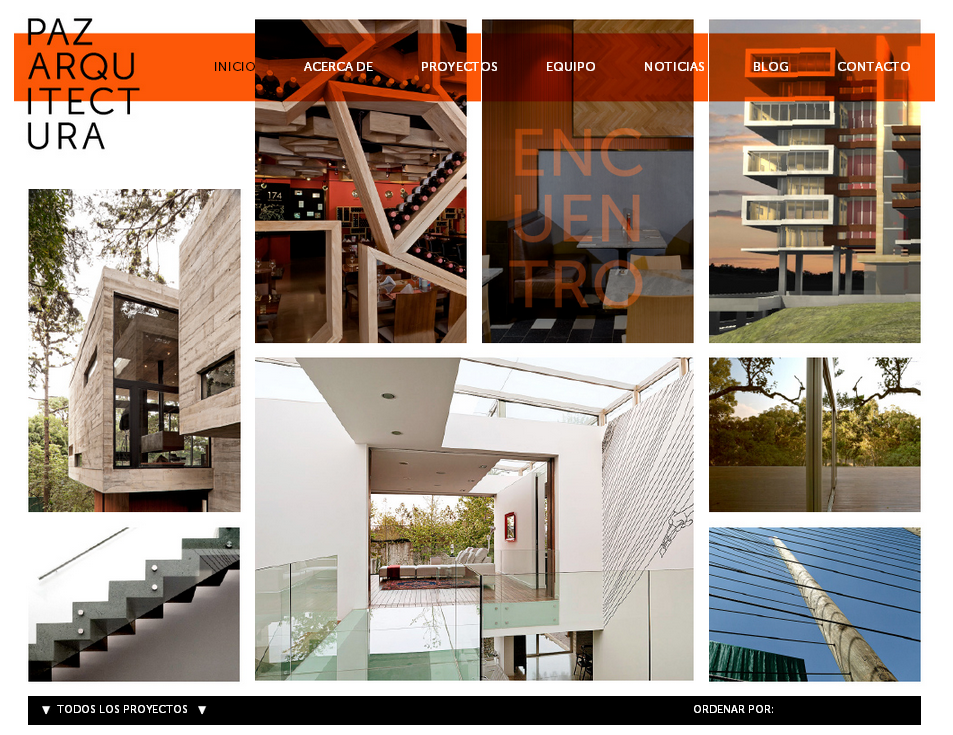 PAZ
ARQU
ITECT
URA
INICIO
ACERCA DE
PROYECTOS
EQUIPO
NOTICIAS
BLOG
CONTACTO
ENC
UEN
TRO
174
▼ TODOS LOS PROYECTOS ▼
ORDENAR POR: